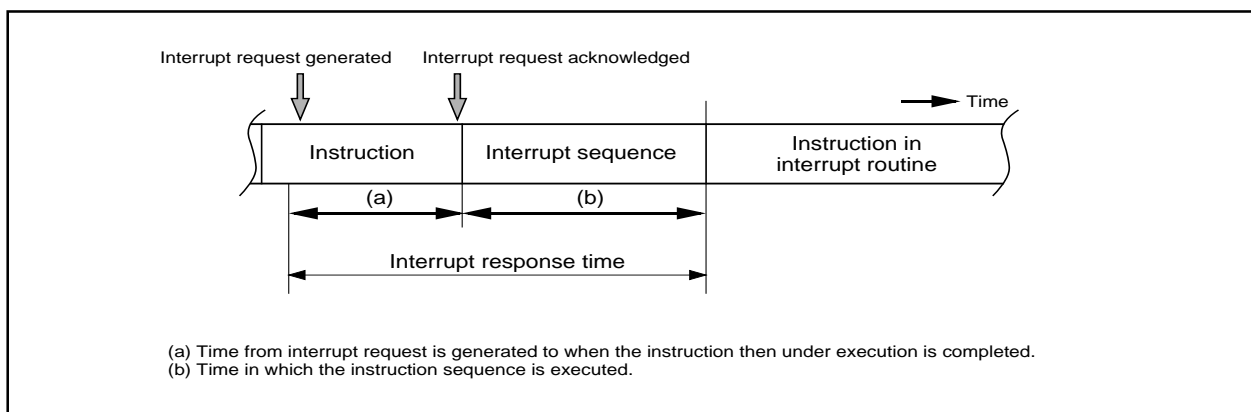 Interrupt request generated
Interrupt request acknowledged
Time
Instruction
Interrupt sequence
Instruction in
interrupt routine
(a)
(b)
Interrupt response time
(a) Time from interrupt request is generated to when the instruction then under execution is completed.
(b) Time in which the instruction sequence is executed.